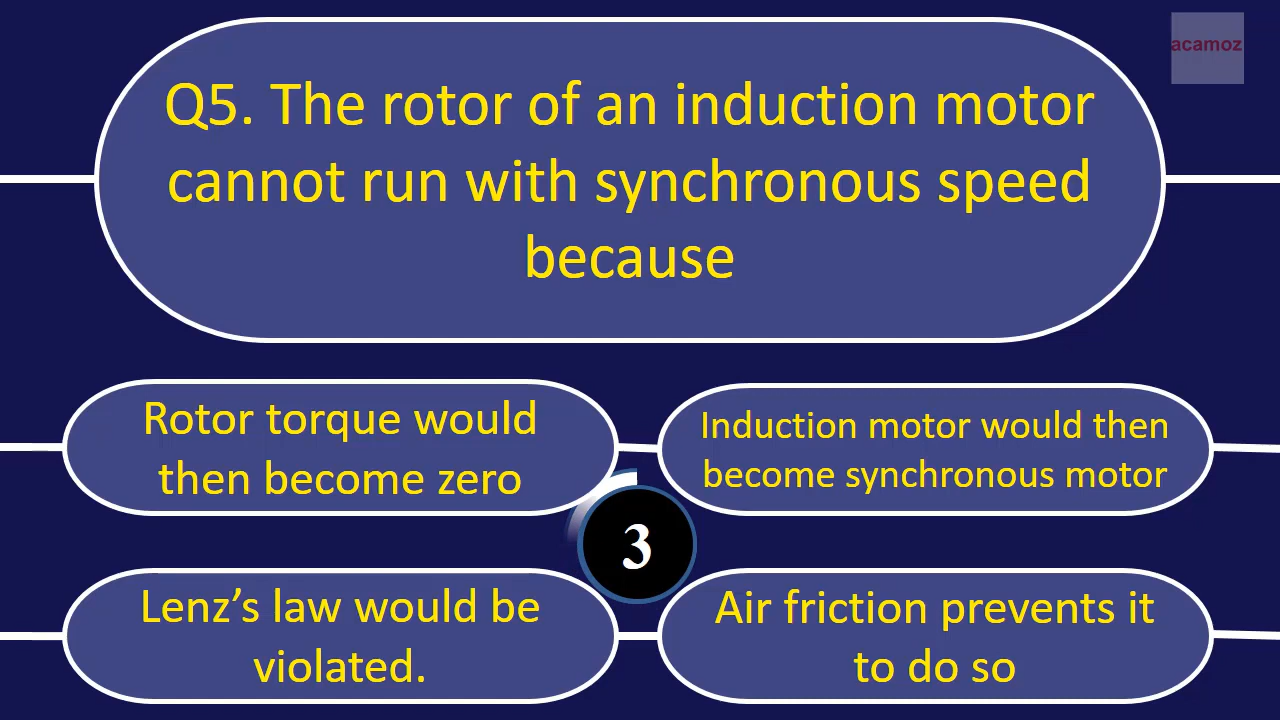 acamoz
Q5. The rotor of an induction motor
cannot run with synchronous speed
because
Rotor torque would
then become zero
Induction motor would then
become synchronous motor
3
Lenz’s law would be
violated.
Air friction prevents it
to do so